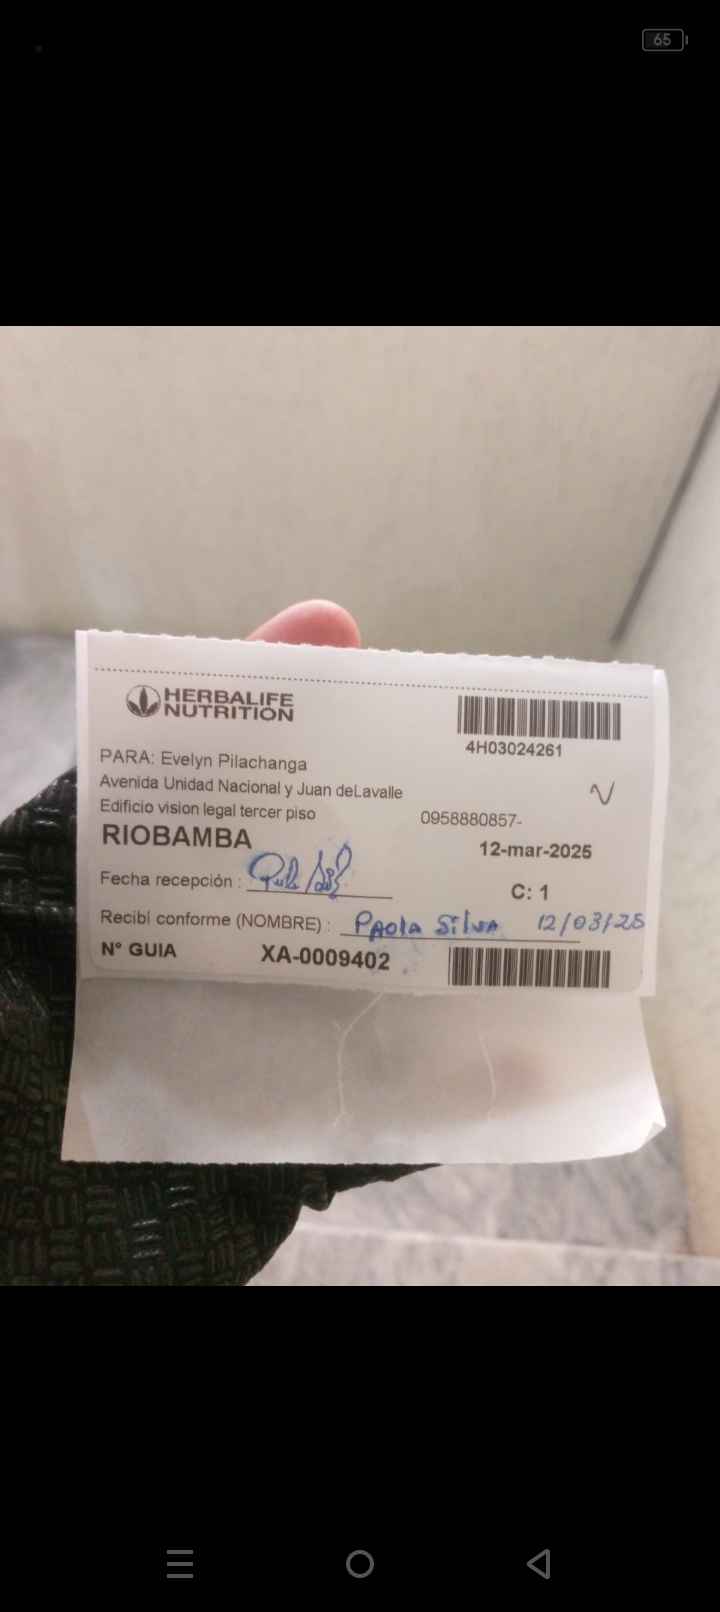 65
HERBALIFE
NUTRITION
4H03024261
PARA: Evelyn Pilachanga
Avenida Unidad Nacional y Juan deLavalle
Edificio vision legal tercer piso
0958880857-
RIOBAMBA
12-mar-2025
Fecha recepción :
C: 1
Recibí conforme (NOMBRE) : PAola Silva 12/03/25
N° GUIA XA-0009402